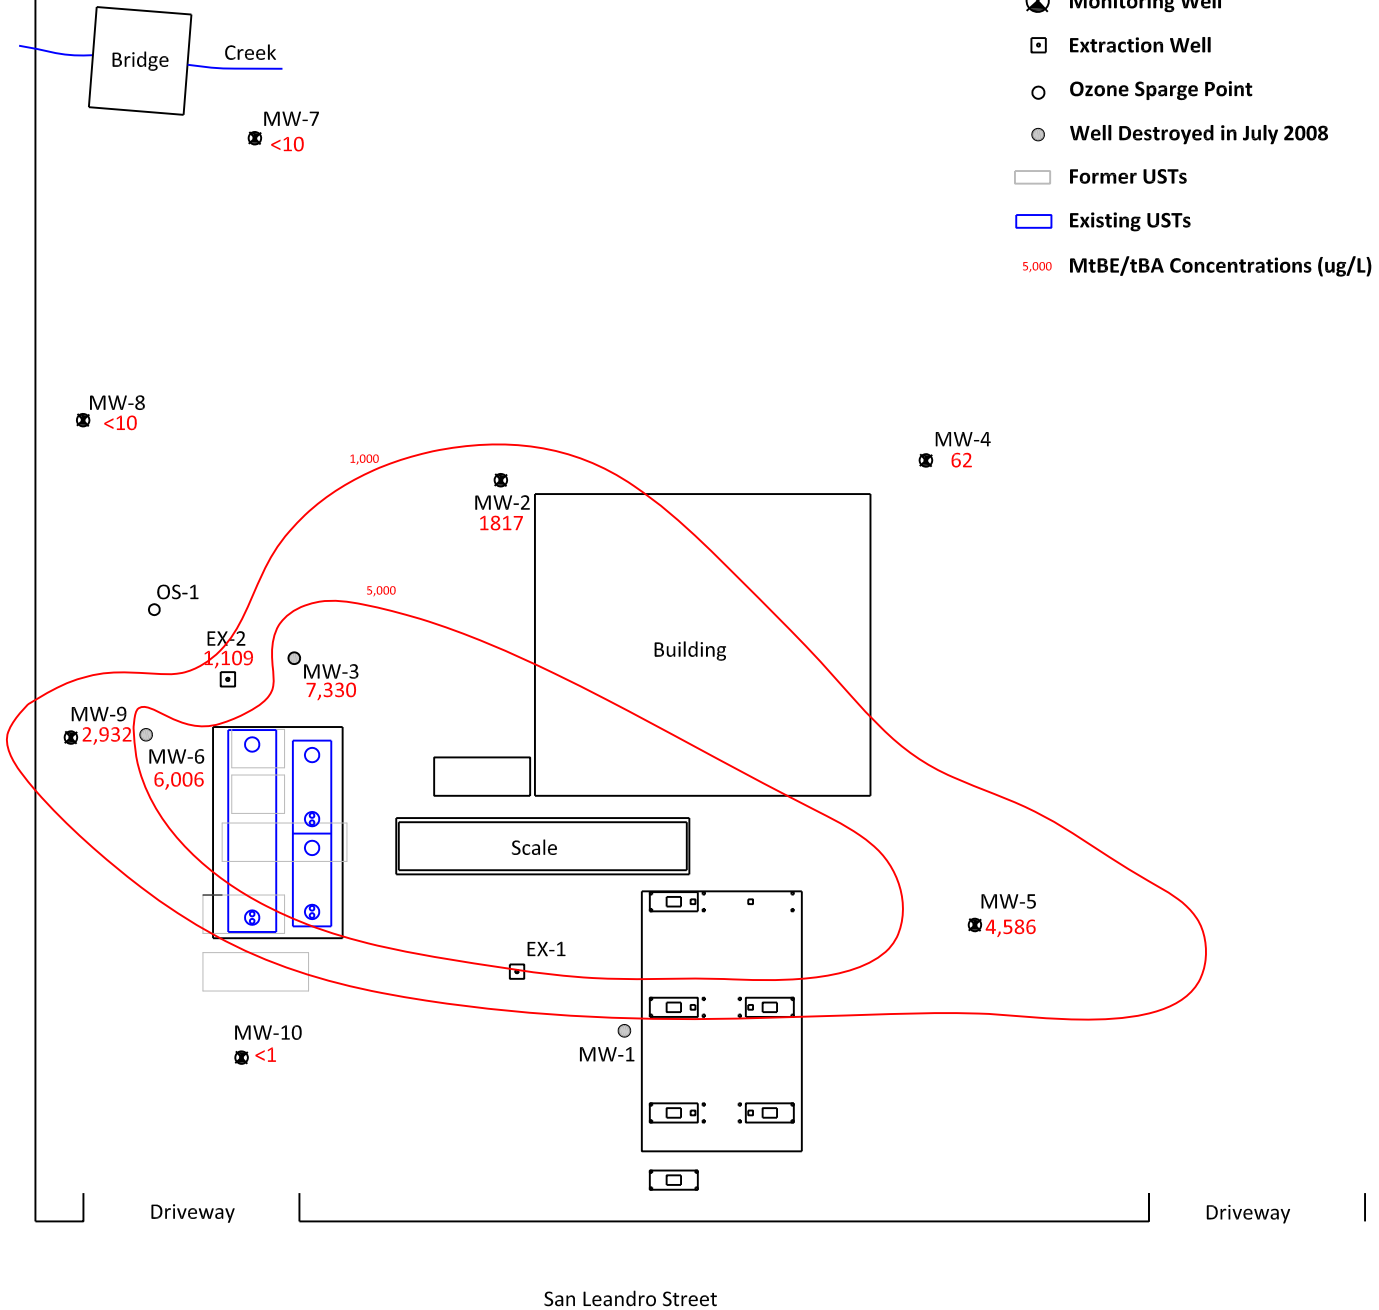 Monitoring Well
Bridge
Creek
Extraction Well
Ozone Sparge Point
MW-7
<10
Well Destroyed in July 2008
Former USTs
Existing USTs
5,000 MtBE/tBA Concentrations (ug/L)
MW-8
<10
MW-4
62
1,000
MW-2
1817
5,000
OS-1
EX-2
1,109
Building
MW-3
7,330
MW-9
2,932
MW-6
6,006
Scale
MW-5
4,586
EX-1
MW-10
<1
MW-1
Driveway
Driveway
San Leandro Street